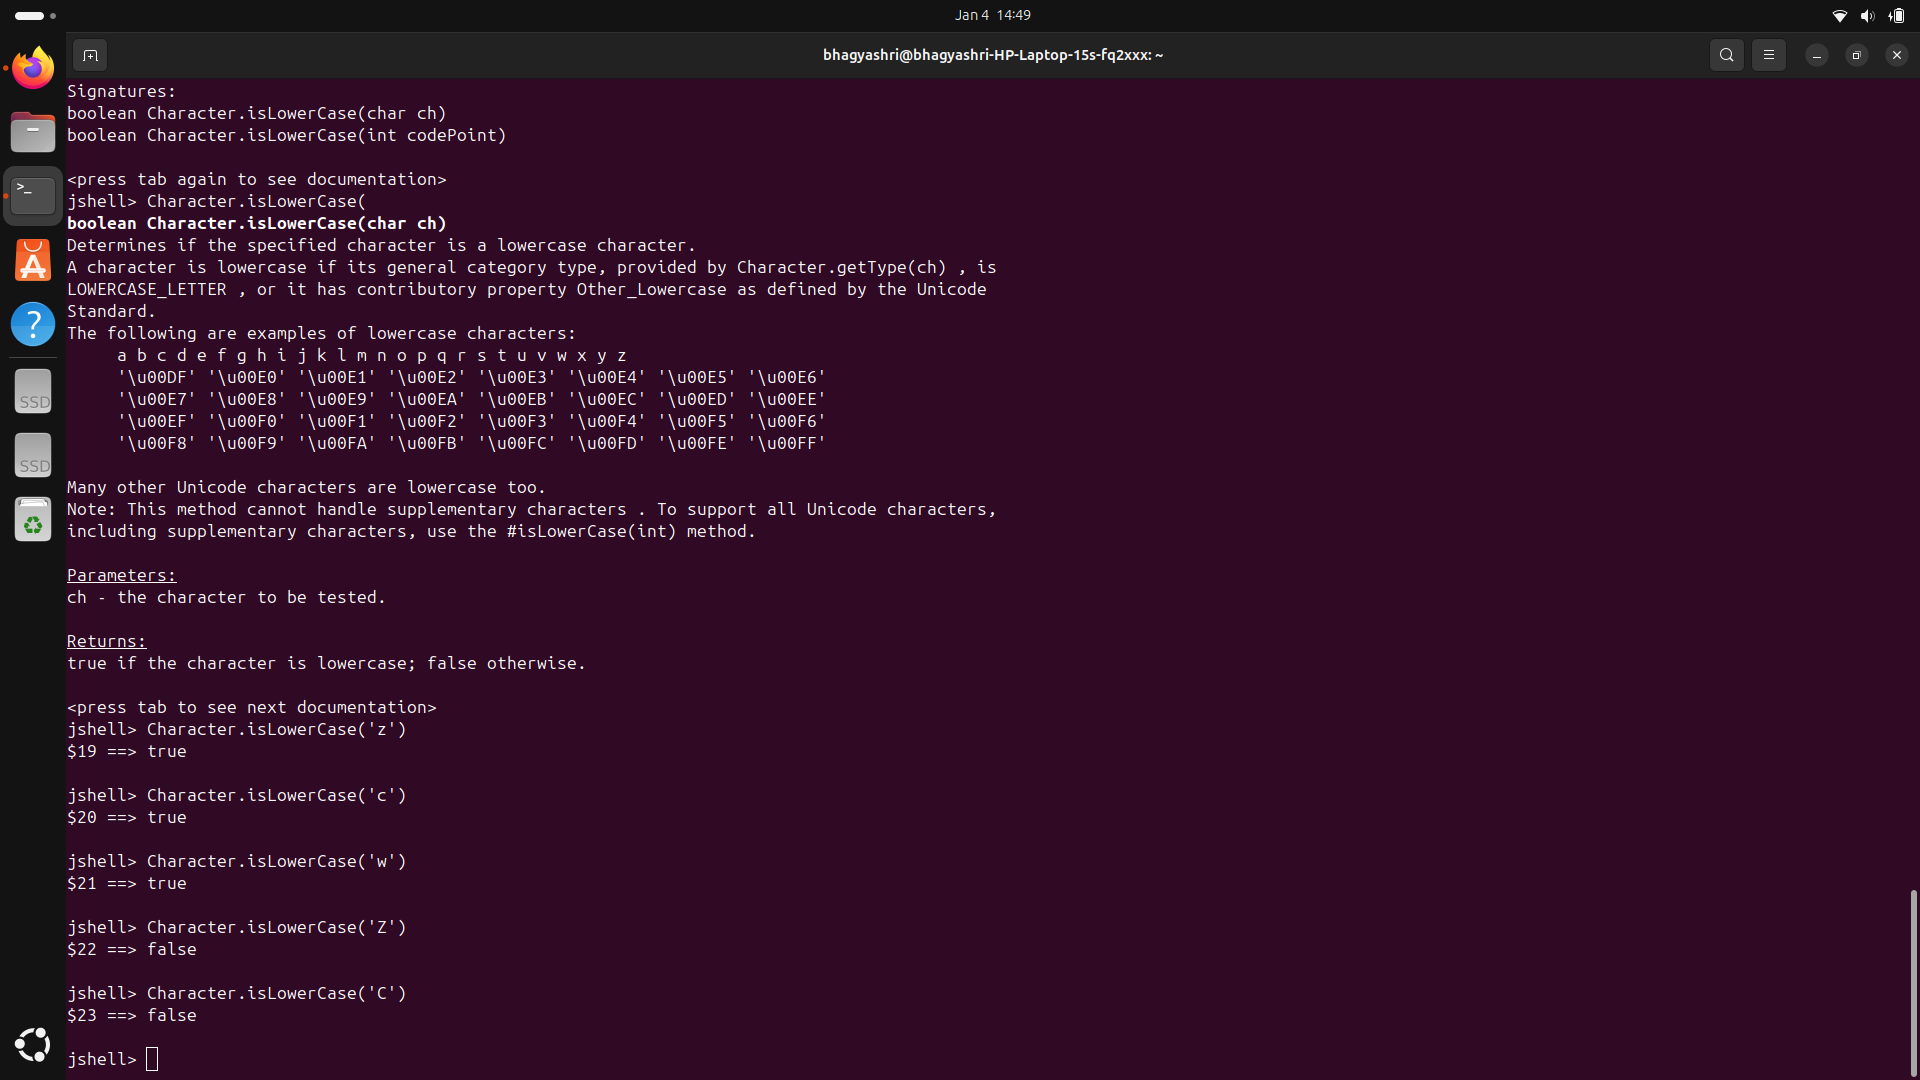 Jan 4 14:49
bhagyashri@bhagyashri-HP-Laptop-15s-fq2xxx: ~
Signatures:
boolean Character.isLowerCase(char ch)
boolean Character.isLowerCase(int codePoint)
<press tab again to see documentation>
jshell> Character.isLowerCase(
boolean Character.isLowerCase(char ch)
Determines if the specified character is a lowercase character.
A character is lowercase if its general category type, provided by Character.getType(ch) , is
LOWERCASE_LETTER , or it has contributory property Other_Lowercase as defined by the Unicode
Standard.
The following are examples of lowercase characters:
a b c d e f g h i j k l m n o p q r s t u v w x y z
'\u00DF' '\u00E0' '\u00E1' '\u00E2' '\u00E3' '\u00E4' '\u00E5' '\u00E6'
'\u00E7' '\u00E8' '\u00E9' '\u00EA' '\u00EB' '\u00EC' '\u00ED' '\u00EE'
'\u00EF' '\u00F0' '\u00F1' '\u00F2' '\u00F3' '\u00F4' '\u00F5' '\u00F6'
'\u00F8' '\u00F9' '\u00FA' '\u00FB' '\u00FC' '\u00FD' '\u00FE' '\u00FF'
Many other Unicode characters are lowercase too.
Note: This method cannot handle supplementary characters . To support all Unicode characters,
including supplementary characters, use the #isLowerCase(int) method.
Parameters:
ch - the character to be tested.
Returns:
true if the character is lowercase; false otherwise.
<press tab to see next documentation>
jshell> Character.isLowerCase('z')
$19 ==> true
jshell> Character.isLowerCase('c')
$20 ==> true
jshell> Character.isLowerCase('w')
$21 ==> true
jshell> Character.isLowerCase('Z')
$22 ==> false
jshell> Character.isLowerCase('C')
$23 ==> false
jshell>
>_
?
SSD
SSD